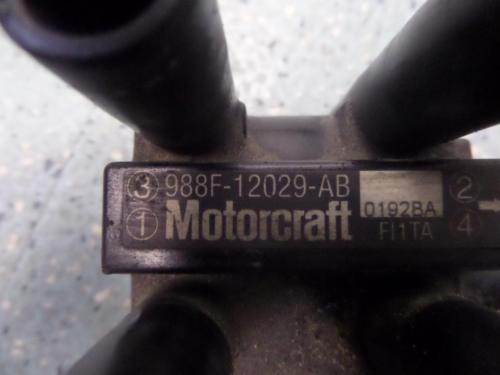 ③ 988F-12029-AB ②
① Motorcraft 0192BA ④
FI1TA